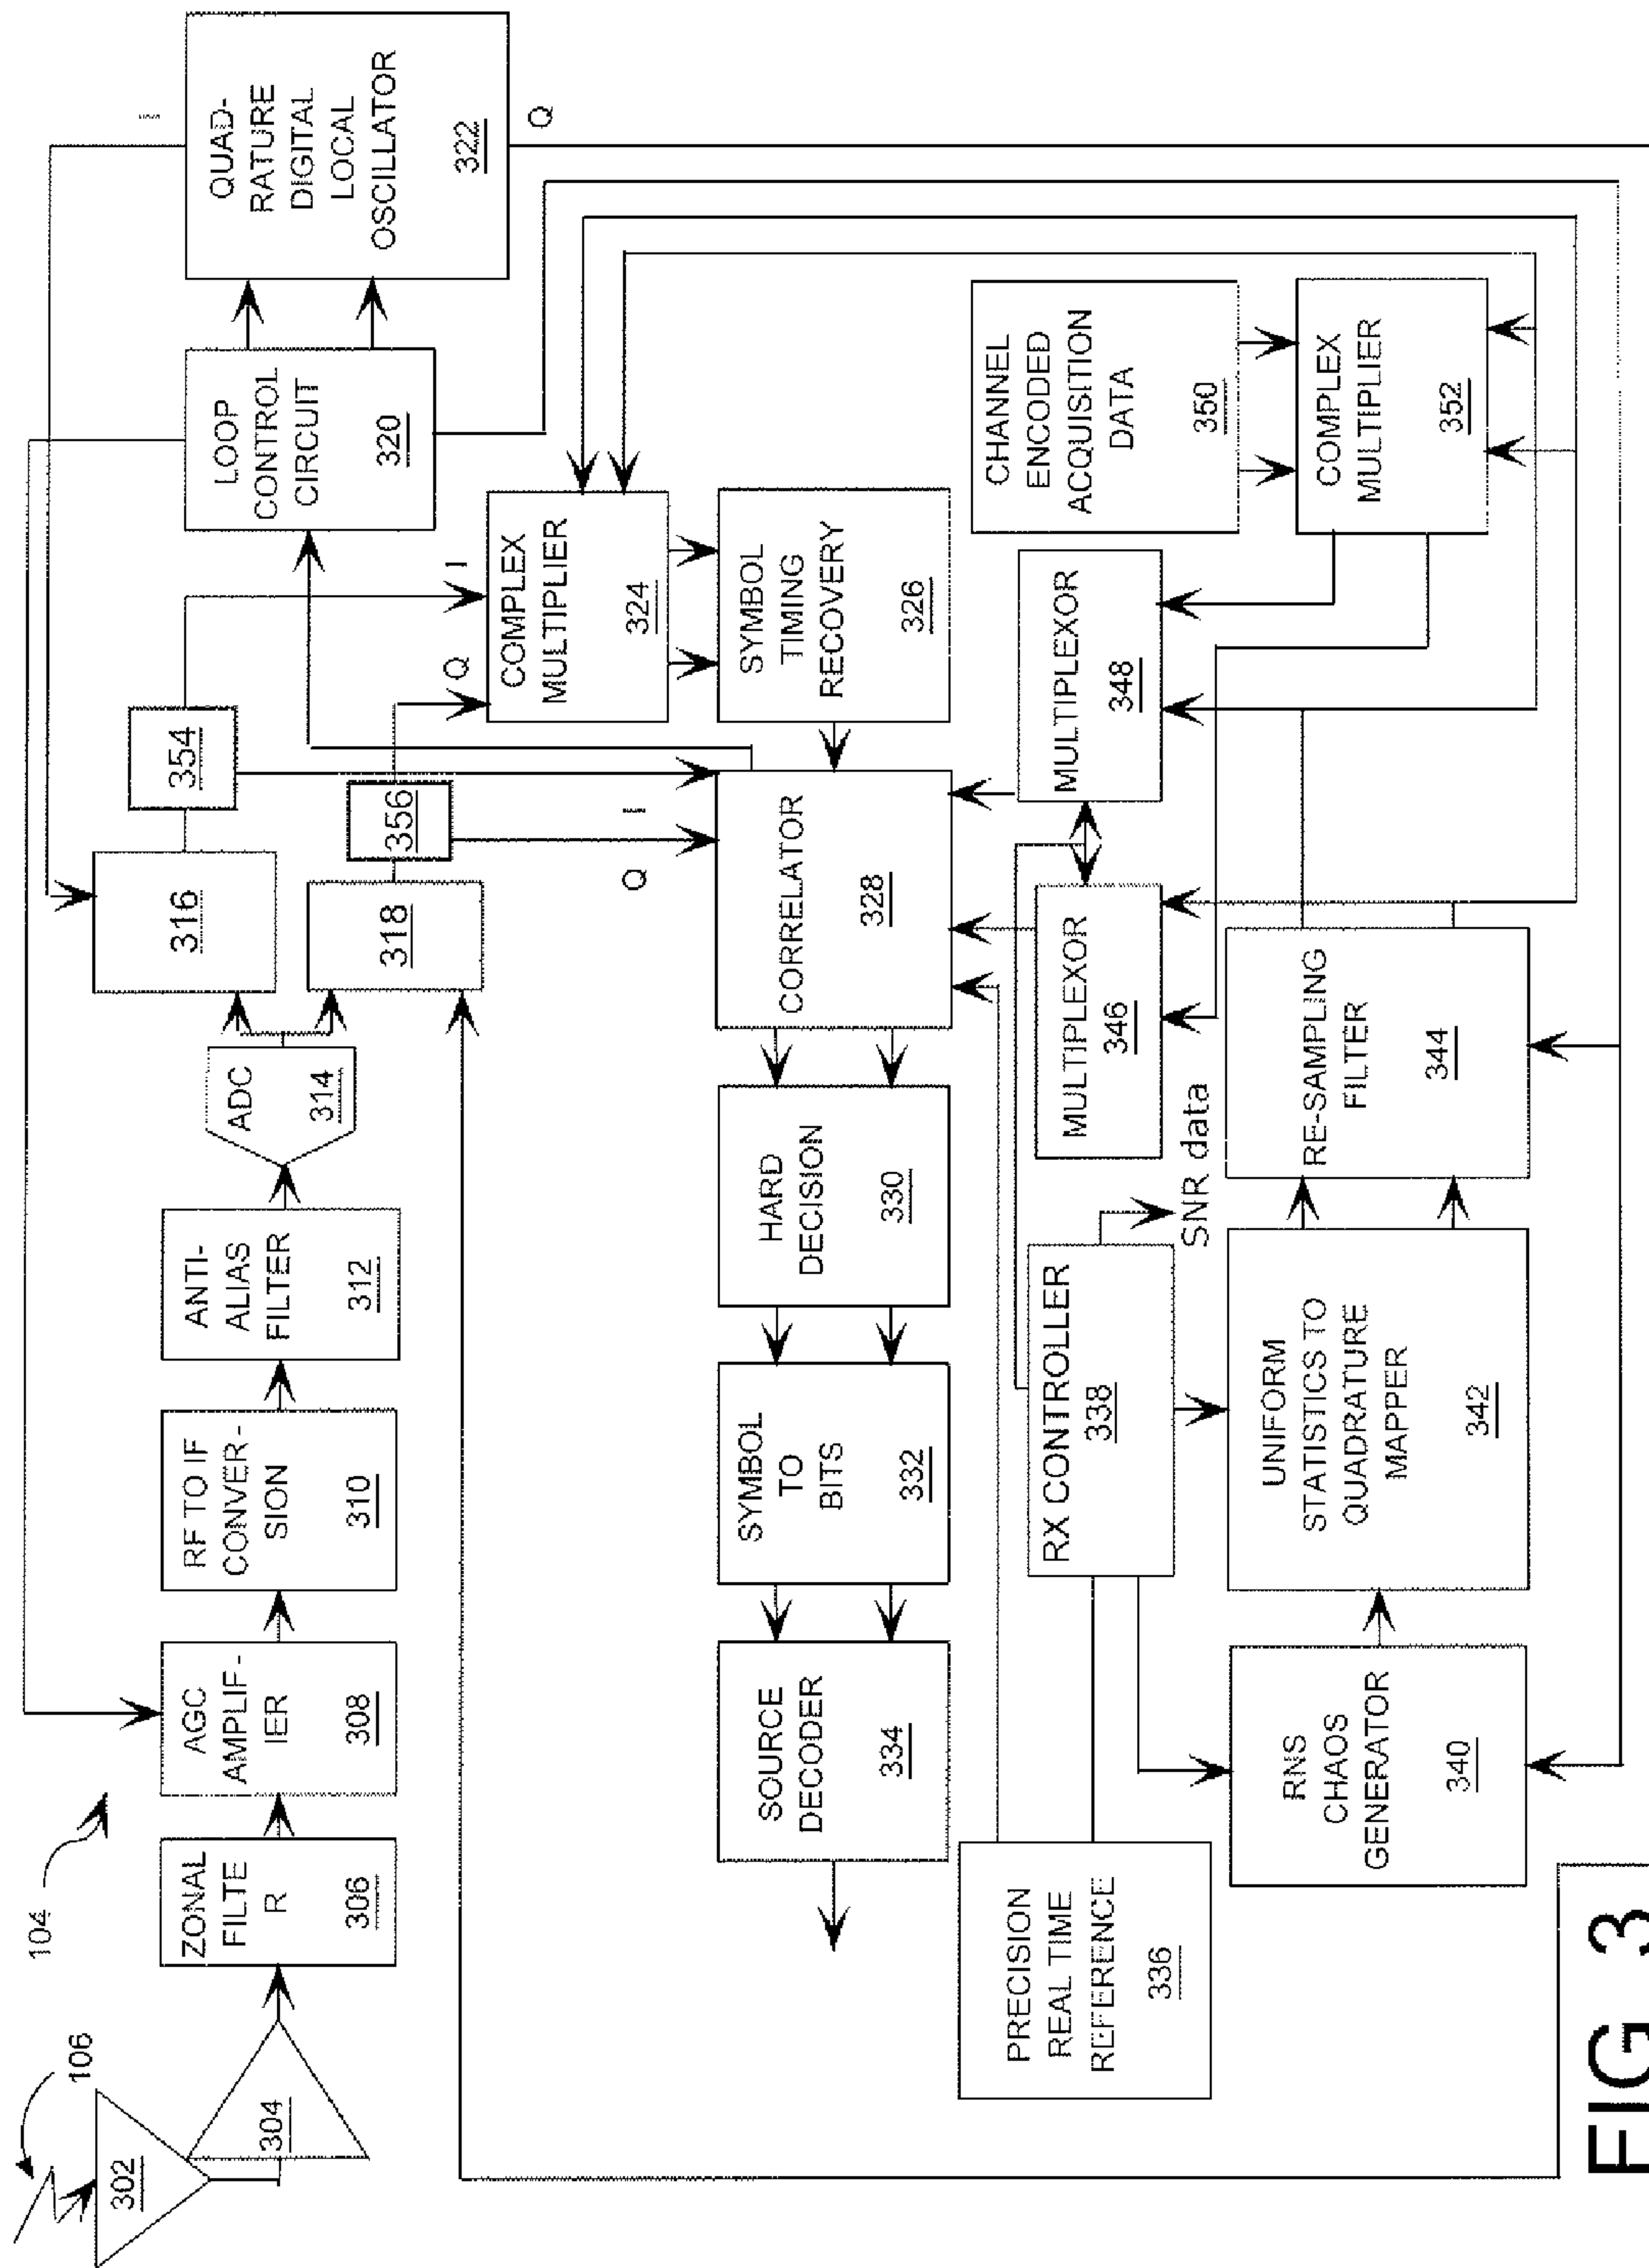 104
106
302
304
ZONAL
FILTE
R
306
AGC
AMPLIF-
IER
308
RF TO IF
CONVER-
SION
310
ANTI-
ALIAS
FILTER
312
ADC
314
316
318
354
356
LOOP
CONTROL
CIRCUIT
320
QUAD-
RATURE
DIGITAL
LOCAL
OSCILLATOR
322
I
Q
Q
I
COMPLEX
MULTIPLIER
324
SYMBOL
TIMING
RECOVERY
326
Q
I
CORRELATOR
328
HARD
DECISION
330
SYMBOL
TO
BITS
332
SOURCE
DECODER
334
PRECISION
REAL TIME
REFERENCE
336
RX CONTROLLER
338
SNR data
RNS
CHAOS
GENERATOR
340
UNIFORM
STATISTICS TO
QUADRATURE
MAPPER
342
RE-SAMPLING
FILTER
344
MULTIPLEXOR
346
MULTIPLEXOR
348
CHANNEL
ENCODED
ACQUISITION
DATA
350
COMPLEX
MULTIPLIER
352
FIG 3